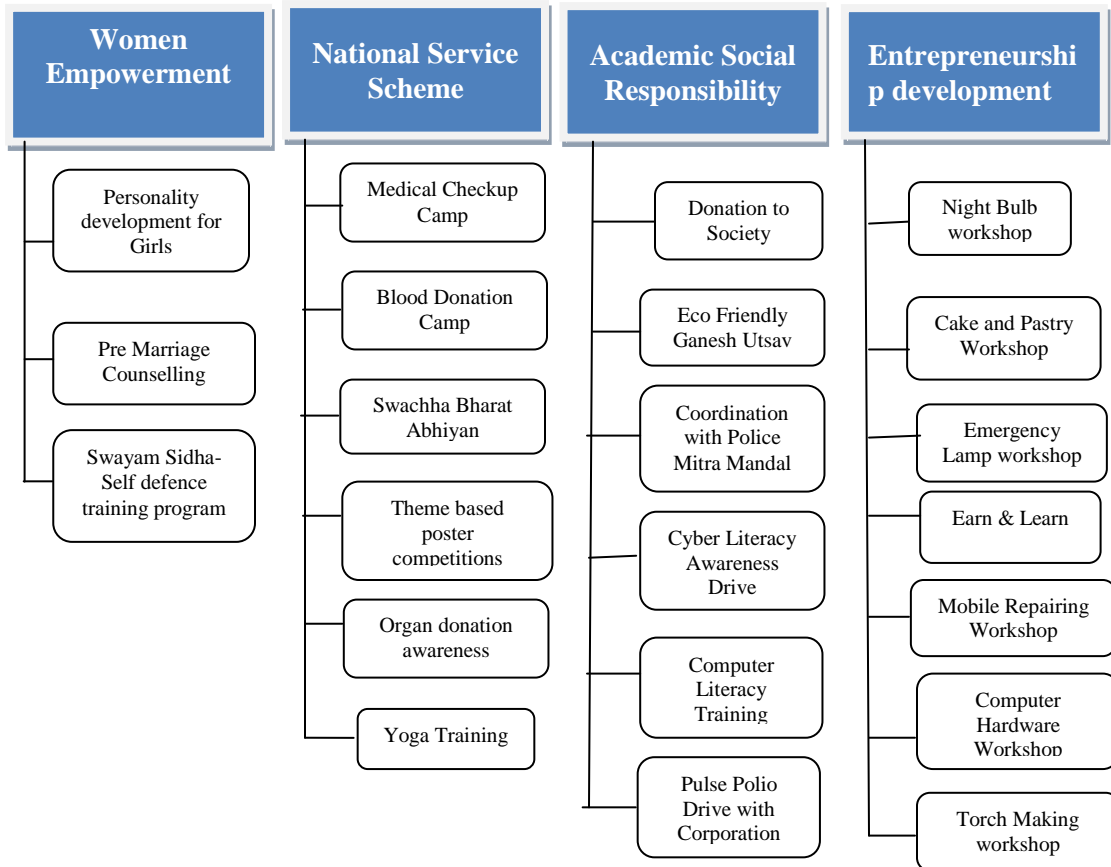 Women
Empowerment
Personality
development for
Girls
Pre Marriage
Counselling
Swayam Sidha-
Self defence
training program
National Service
Scheme
Medical Checkup
Camp
Blood Donation
Camp
Swachha Bharat
Abhiyan
Theme based
poster
competitions
Organ donation
awareness
Yoga Training
Academic Social
Responsibility
Donation to
Society
Eco Friendly
Ganesh Utsav
Coordination
with Police
Mitra Mandal
Cyber Literacy
Awareness
Drive
Computer
Literacy
Training
Pulse Polio
Drive with
Corporation
Entrepreneurshi
p development
Night Bulb
workshop
Cake and Pastry
Workshop
Emergency
Lamp workshop
Earn & Learn
Mobile Repairing
Workshop
Computer
Hardware
Workshop
Torch Making
workshop